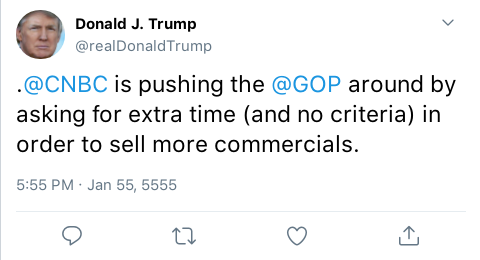 Donald J. Trump
@realDonaldTrump
.@CNBC is pushing the @GOP around by
asking for extra time (and no criteria) in
order to sell more commercials.
5:55 PM · Jan 55, 5555